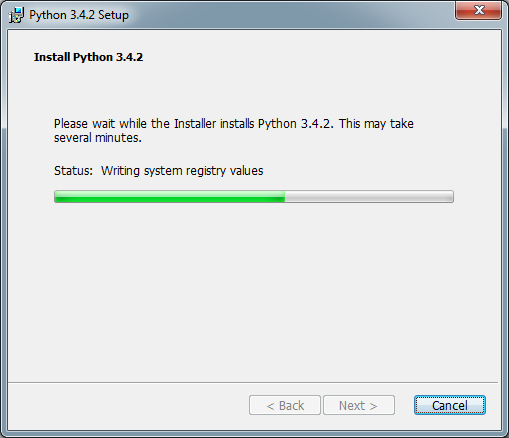 Python 3.4.2 Setup
Install Python 3.4.2
Please wait while the Installer installs Python 3.4.2. This may take
several minutes.
Status: Writing system registry values
< Back Next > Cancel